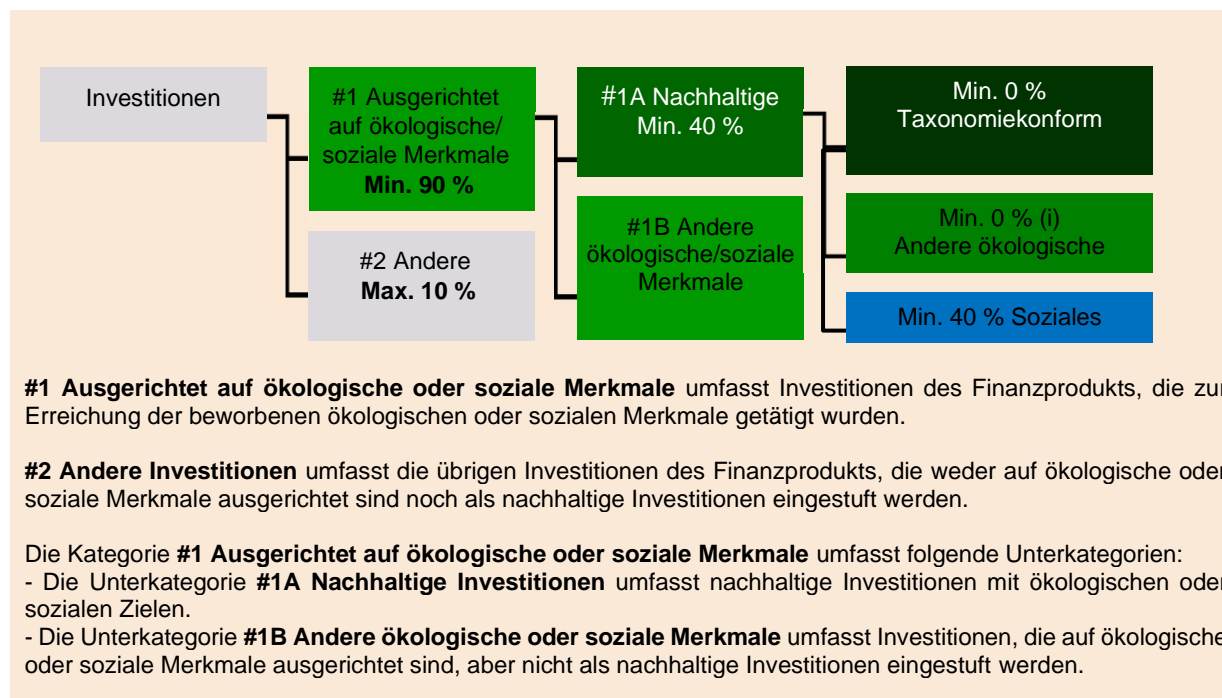 Investitionen
#1 Ausgerichtet
auf ökologische/
soziale Merkmale
Min. 90 %
#2 Andere
Max. 10 %
#1A Nachhaltige
Min. 40 %
#1B Andere
ökologische/soziale
Merkmale
Min. 0 %
Taxonomiekonform
Min. 0 % (i)
Andere ökologische
Min. 40 % Soziales
#1 Ausgerichtet auf ökologische oder soziale Merkmale umfasst Investitionen des Finanzprodukts, die zur
Erreichung der beworbenen ökologischen oder sozialen Merkmale getätigt wurden.
#2 Andere Investitionen umfasst die übrigen Investitionen des Finanzprodukts, die weder auf ökologische oder
soziale Merkmale ausgerichtet sind noch als nachhaltige Investitionen eingestuft werden.
Die Kategorie #1 Ausgerichtet auf ökologische oder soziale Merkmale umfasst folgende Unterkategorien:
- Die Unterkategorie #1A Nachhaltige Investitionen umfasst nachhaltige Investitionen mit ökologischen oder
sozialen Zielen.
- Die Unterkategorie #1B Andere ökologische oder soziale Merkmale umfasst Investitionen, die auf ökologische
oder soziale Merkmale ausgerichtet sind, aber nicht als nachhaltige Investitionen eingestuft werden.